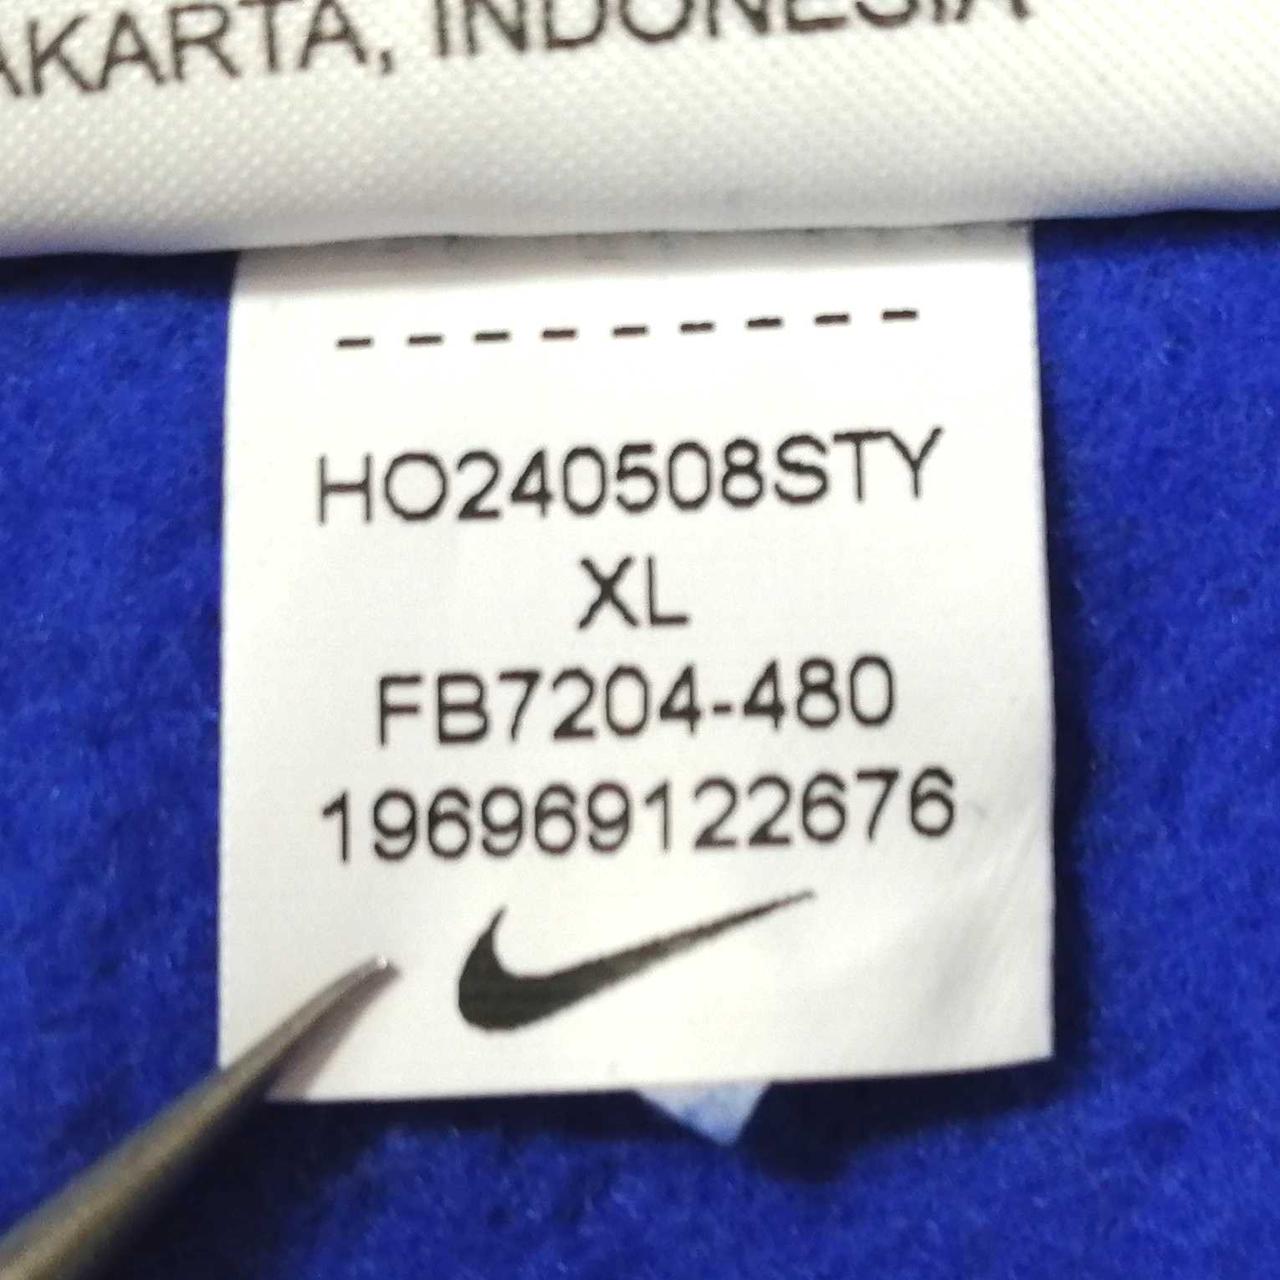 AKARTA, INDONESIA
---------
HO240508STY
XL
FB7204-480
196969122676